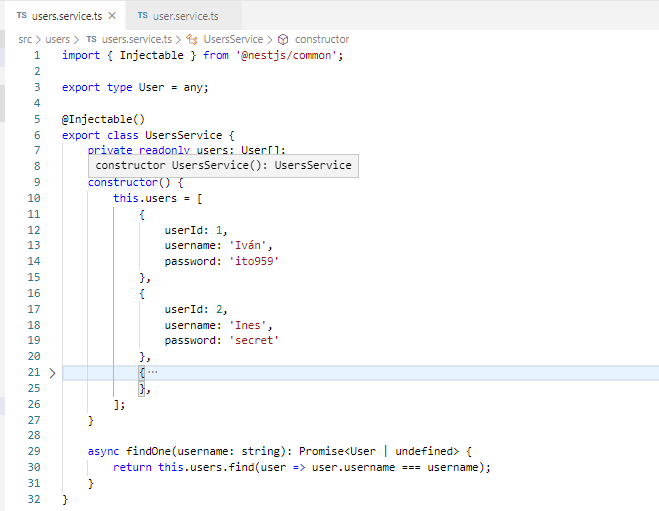 TS users.service.ts × TS user.service.ts
src > users > TS users.service.ts > UsersService > constructor
1 import { Injectable } from '@nestjs/common';
2
3 export type User = any;
4
5 @Injectable()
6 export class UsersService {
7 private readonly users: User[];
8 constructor UsersService(): UsersService
9 constructor() {
10 this.users = [
11 {
12 userId: 1,
13 username: 'Iván',
14 password: 'ito959'
15 },
16 {
17 userId: 2,
18 username: 'Ines',
19 password: 'secret'
20 },
21 > {···
25 },
26 ];
27 }
28
29 async findOne(username: string): Promise<User | undefined> {
30 return this.users.find(user => user.username === username);
31 }
32 }